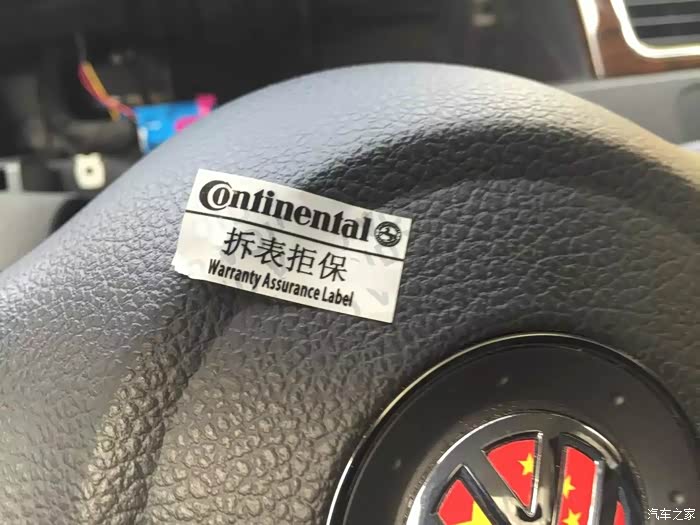 Continental
拆表拒保
Warranty Assurance Label
汽车之家